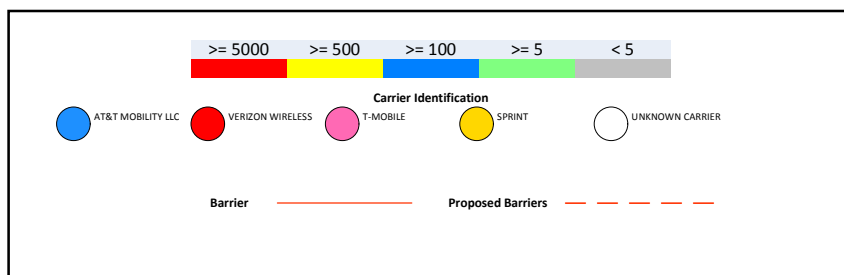 >= 5000 >= 500 >= 100 >= 5 < 5
Carrier Identification
AT&T MOBILITY LLC VERIZON WIRELESS T-MOBILE SPRINT UNKNOWN CARRIER
Barrier Proposed Barriers